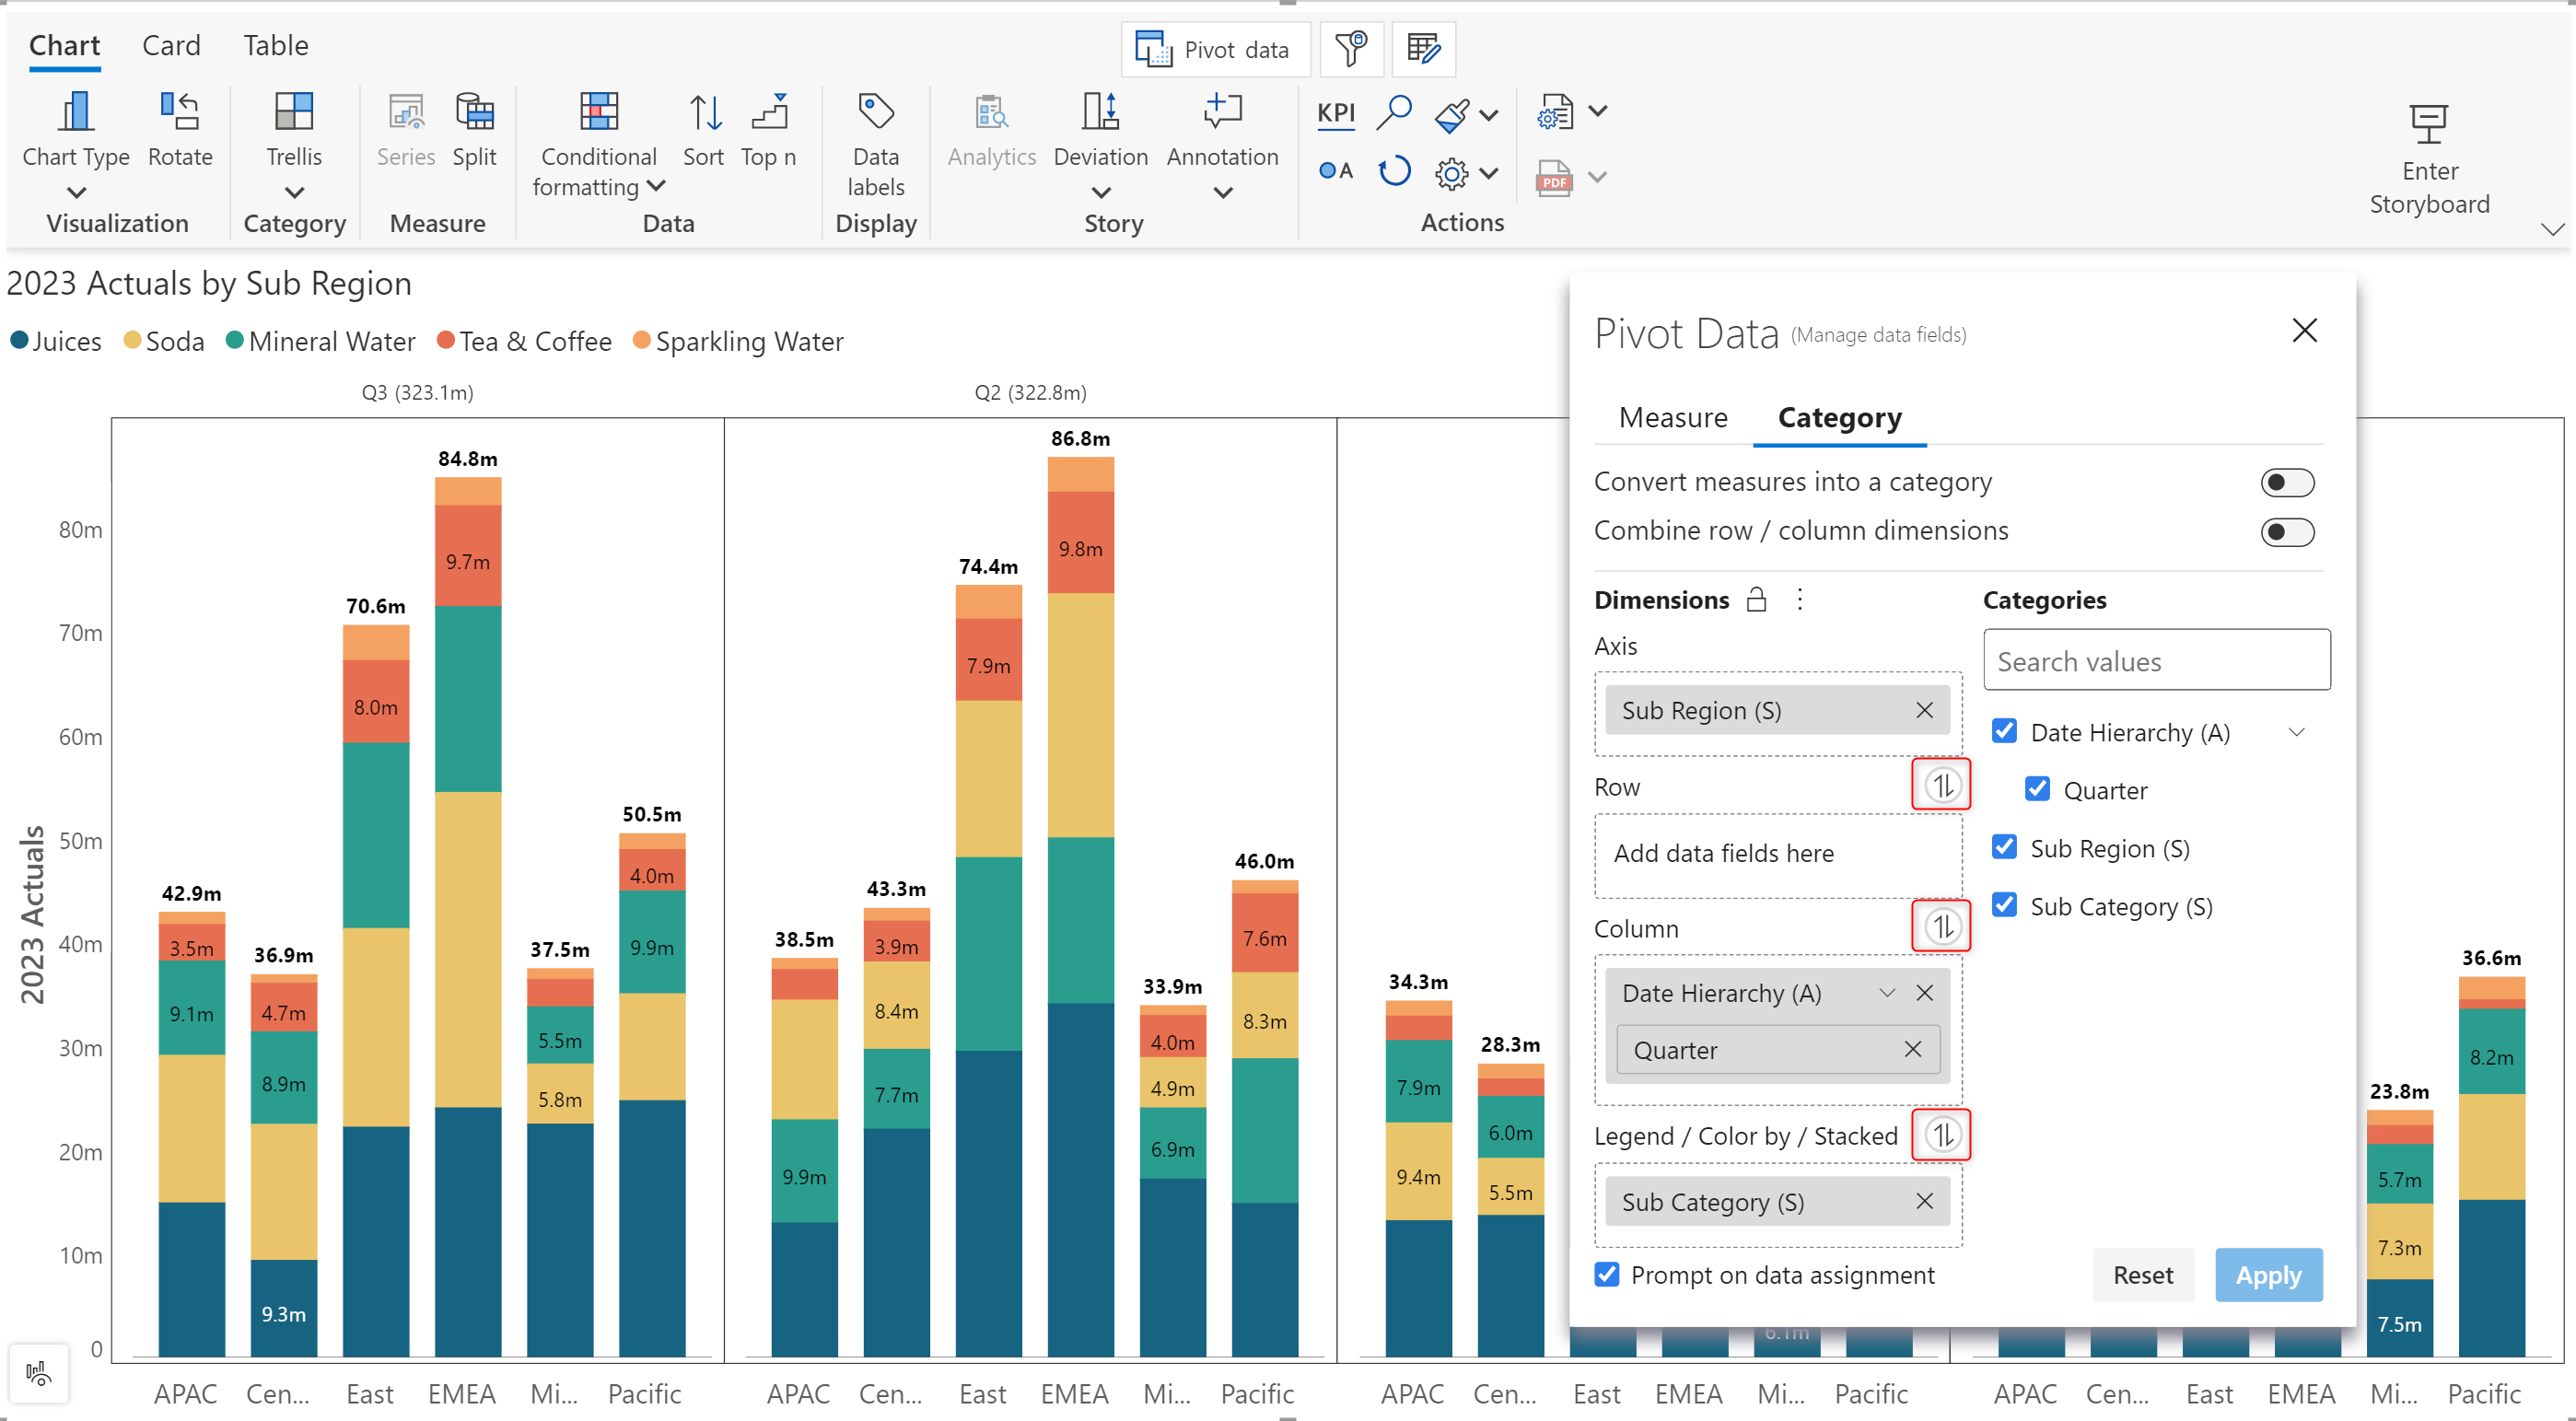 Chart Card Table
Pivot data
Chart Type Rotate Trellis Series Split Conditional formatting Sort Top n Data labels Analytics Deviation Annotation KPI
A PDF
Enter Storyboard
Visualization Category Measure Data Display Story Actions
2023 Actuals by Sub Region
Juices Soda Mineral Water Tea & Coffee Sparkling Water
Q3 (323.1m)
Q2 (322.8m)
2023 Actuals
80m
70m
60m
50m
40m
30m
20m
10m
0
42.9m
3.5m
9.1m
36.9m
4.7m
8.9m
9.3m
70.6m
8.0m
84.8m
9.7m
37.5m
5.5m
5.8m
50.5m
4.0m
9.9m
38.5m
9.9m
43.3m
3.9m
8.4m
7.7m
74.4m
7.9m
86.8m
9.8m
33.9m
4.0m
4.9m
6.9m
46.0m
7.6m
8.3m
34.3m
7.9m
9.4m
28.3m
6.0m
5.5m
6.1m
23.8m
5.7m
7.3m
7.5m
36.6m
8.2m
APAC Cen... East EMEA Mi... Pacific
APAC Cen... East EMEA Mi... Pacific
APAC Cen... East EMEA Mi... Pacific
APAC Cen... East EMEA Mi... Pacific
Pivot Data (Manage data fields)
Measure Category
Convert measures into a category
Combine row / column dimensions
Dimensions
Axis
Sub Region (S)
Row
Add data fields here
Column
Date Hierarchy (A)
Quarter
Legend / Color by / Stacked
Sub Category (S)
Prompt on data assignment
Categories
Search values
Date Hierarchy (A)
Quarter
Sub Region (S)
Sub Category (S)
Reset Apply